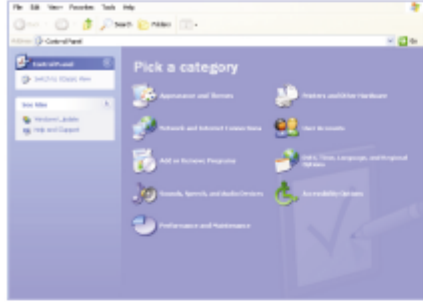 File Edit View Favorites Tools Help
Back Search Folders
Address Control Panel Go
Control Panel
Switch to Classic View
See Also
Windows Update
Help and Support
Pick a category
Appearance and Themes
Printers and Other Hardware
Network and Internet Connections
User Accounts
Add or Remove Programs
Date, Time, Language, and Regional
Options
Sounds, Speech, and Audio Devices
Accessibility Options
Performance and Maintenance